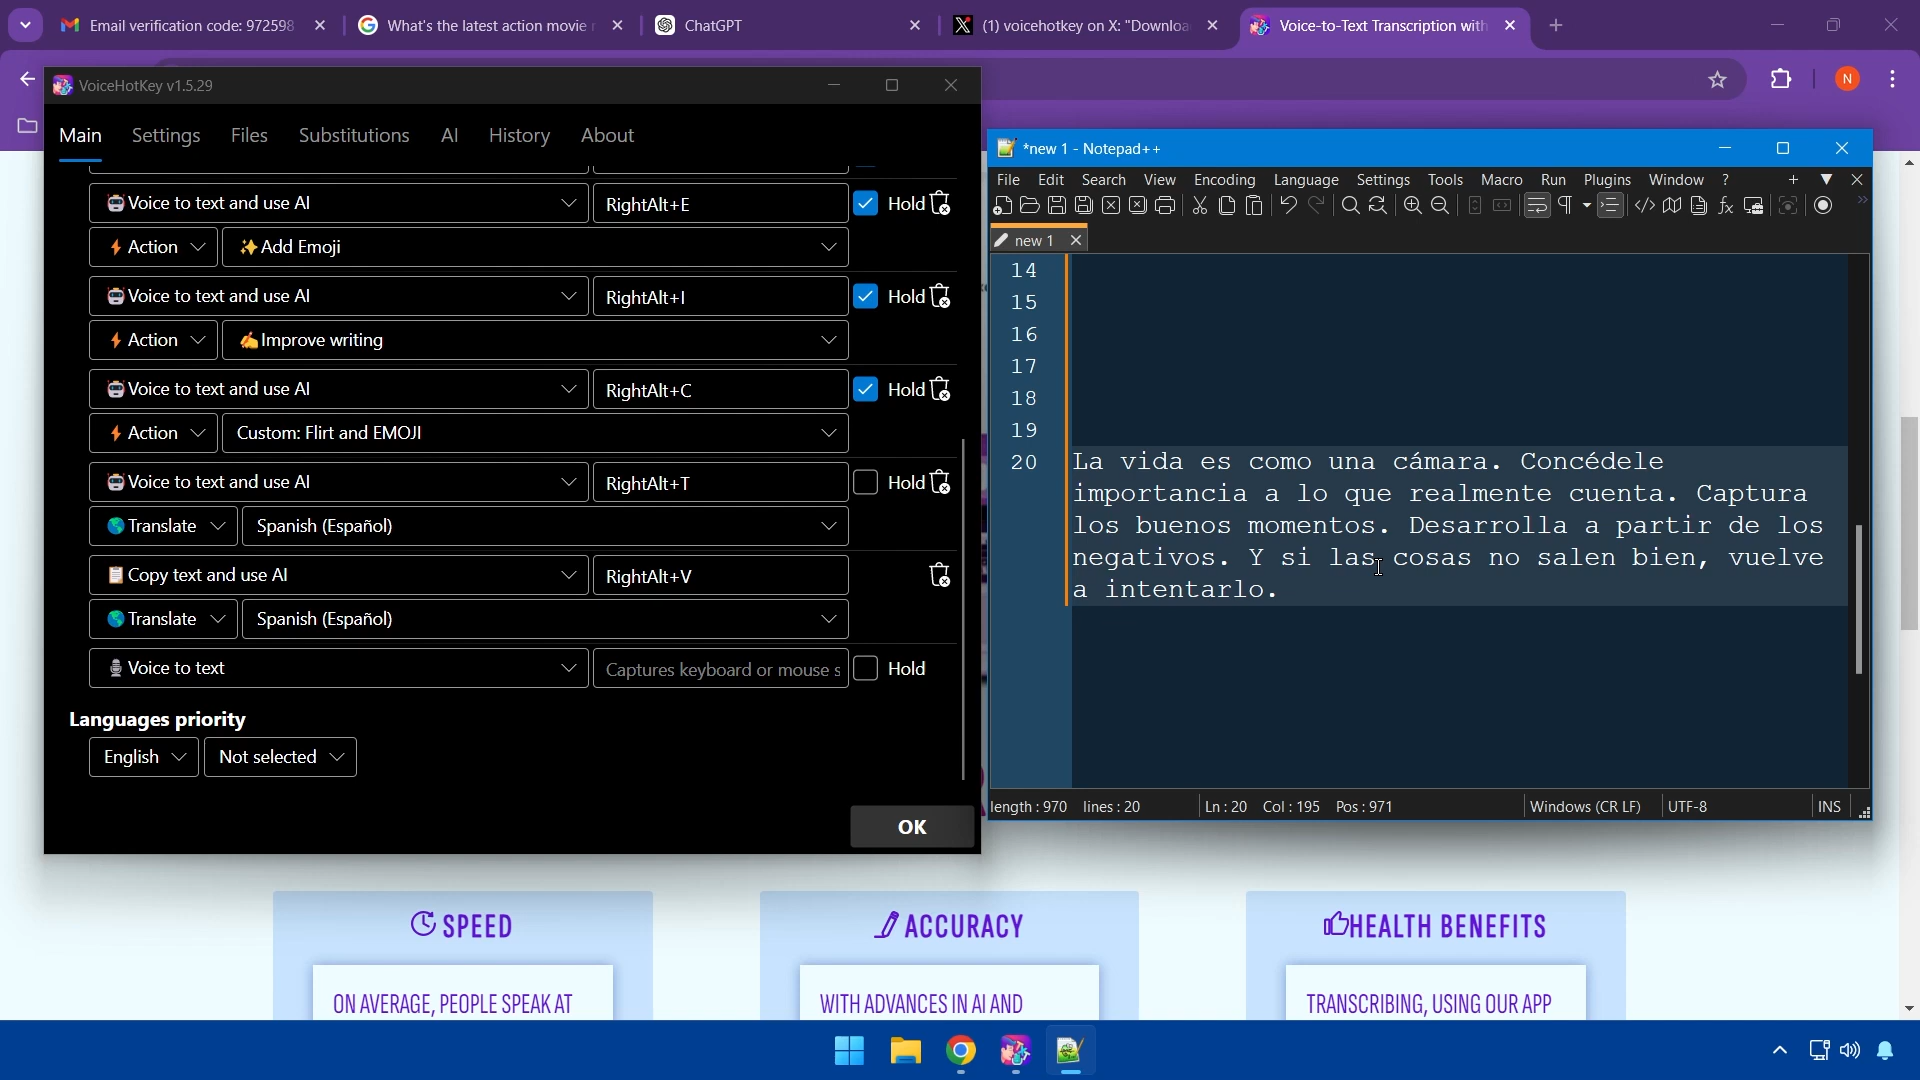 Email verification code: 972598
What's the latest action movie r
ChatGPT
(1) voicehotkey on X: "Downloa
Voice-to-Text Transcription with
N
VoiceHotKey v1.5.29
Main Settings Files Substitutions AI History About
Voice to text and use AI RightAlt+E Hold
Action Add Emoji
Voice to text and use AI RightAlt+I Hold
Action Improve writing
Voice to text and use AI RightAlt+C Hold
Action Custom: Flirt and EMOJI
Voice to text and use AI RightAlt+T Hold
Translate Spanish (Español)
Copy text and use AI RightAlt+V
Translate Spanish (Español)
Voice to text Captures keyboard or mouse s Hold
Languages priority
English Not selected
OK
*new 1 - Notepad++
File Edit Search View Encoding Language Settings Tools Macro Run Plugins Window ?
new 1
14
15
16
17
18
19
20 La vida es como una cámara. Concédele
importancia a lo que realmente cuenta. Captura
los buenos momentos. Desarrolla a partir de los
negativos. Y si las cosas no salen bien, vuelve
a intentarlo.
length : 970 lines : 20 Ln : 20 Col : 195 Pos : 971 Windows (CR LF) UTF-8 INS
SPEED
ON AVERAGE, PEOPLE SPEAK AT
ACCURACY
WITH ADVANCES IN AI AND
HEALTH BENEFITS
TRANSCRIBING, USING OUR APP